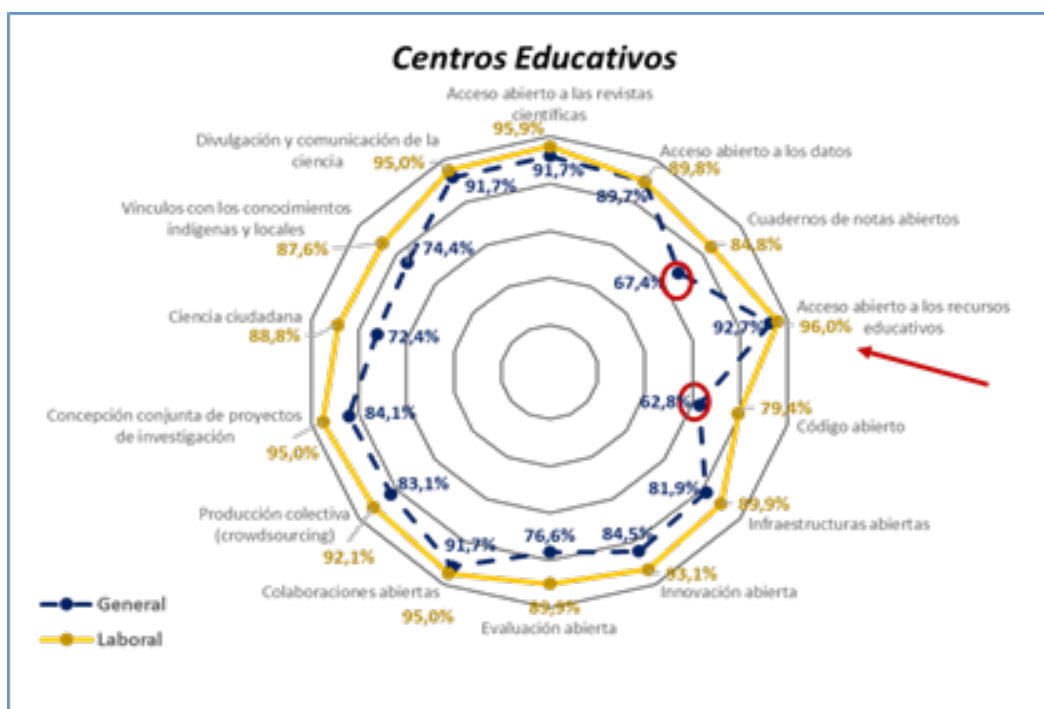 Centros Educativos
Acceso abierto a las revistas
científicas
95,9%
91,7%
Acceso abierto a los datos
89,8%
89,7%
Cuadernos de notas abiertos
84,8%
67,4%
Acceso abierto a los recursos
educativos
96,0%
92,7%
79,4%
Código abierto
62,8%
89,9%
Infraestructuras abiertas
81,9%
93,1%
Innovación abierta
84,5%
89,9%
Evaluación abierta
76,6%
Colaboraciones abiertas
95,0%
91,7%
Producción colectiva
(crowdsourcing)
92,1%
83,1%
Concepción conjunta de proyectos
de investigación
95,0%
84,1%
Ciencia ciudadana
88,8%
72,4%
Vínculos con los conocimientos
indígenas y locales
87,6%
74,4%
Divulgación y comunicación de la
ciencia
95,0%
91,7%
General
Laboral